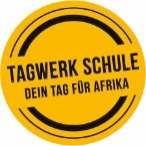 TAGWERK SCHULE
DEIN TAG FÜR AFRIKA